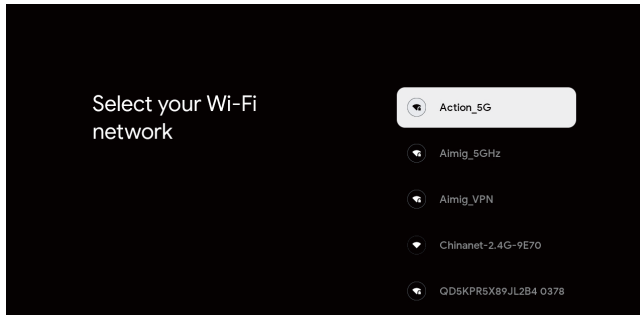 Select your Wi-Fi
network
Action_5G
Aimig_5GHz
Aimig_VPN
Chinanet-2.4G-9E70
QD5KPR5X89JL2B4 0378